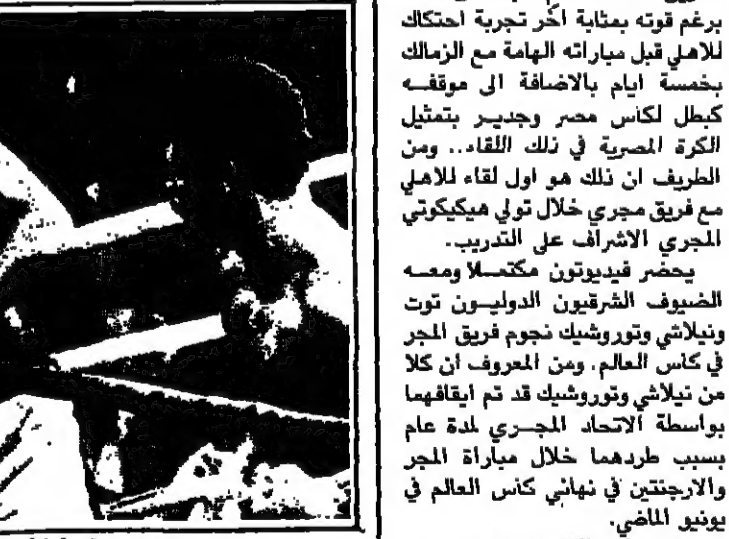 برغم قوته بمثابة اخر تجربة احتكاك
للاهلي قبل مباراته الهامة مع الزمالك
بخمسة ايام بالاضافة الى موقفه
كبطل لكاس مصر وجدير بتمثيل
الكرة المصرية في ذلك اللقاء.. ومن
الطريف ان ذلك هو اول لقاء للاهلي
مع فريق مجري خلال تولي هيكيكوتي
المجري الاشراف على التدريب.
يحضر فيديوتون مكتملا ومعه
الضيوف الشرقيون الدوليون توت
ونيلاشي وتوروشيك نجوم فريق المجر
في كاس العالم. ومن المعروف ان كلا
من نيلاشي وتوروشيك قد تم ايقافهما
بواسطة الاتحاد المجري لمدة عام
بسبب طردهما خلال مباراة المجر
والارجنتين في نهائي كاس العالم في
يونيو الماضي.